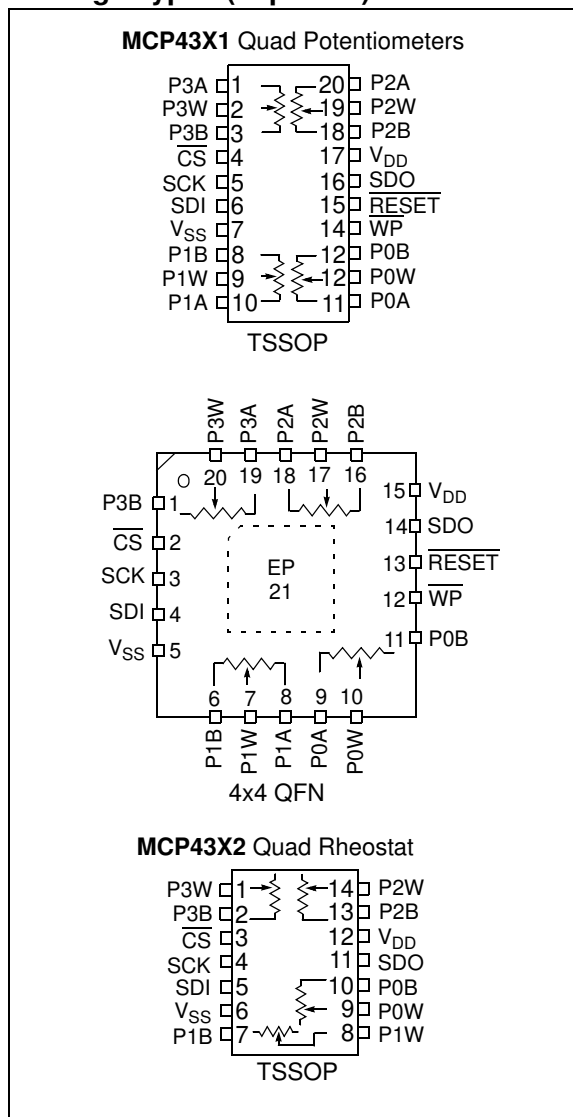 MCP43X1 Quad Potentiometers
P3A 1 20 P2A
P3W 2 19 P2W
P3B 3 18 P2B
CS 4 17 VDD
SCK 5 16 SDO
SDI 6 15 RESET
VSS 7 14 WP
P1B 8 12 P0B
P1W 9 12 P0W
P1A 10 11 P0A
TSSOP
P3W P3A P2A P2W P2B
20 19 18 17 16
P3B 1 15 VDD
CS 2 14 SDO
SCK 3 13 RESET
SDI 4 12 WP
VSS 5 11 P0B
EP
21
6 7 8 9 10
P1B P1W P1A P0A P0W
4x4 QFN
MCP43X2 Quad Rheostat
P3W 1 14 P2W
P3B 2 13 P2B
CS 3 12 VDD
SCK 4 11 SDO
SDI 5 10 P0B
VSS 6 9 P0W
P1B 7 8 P1W
TSSOP